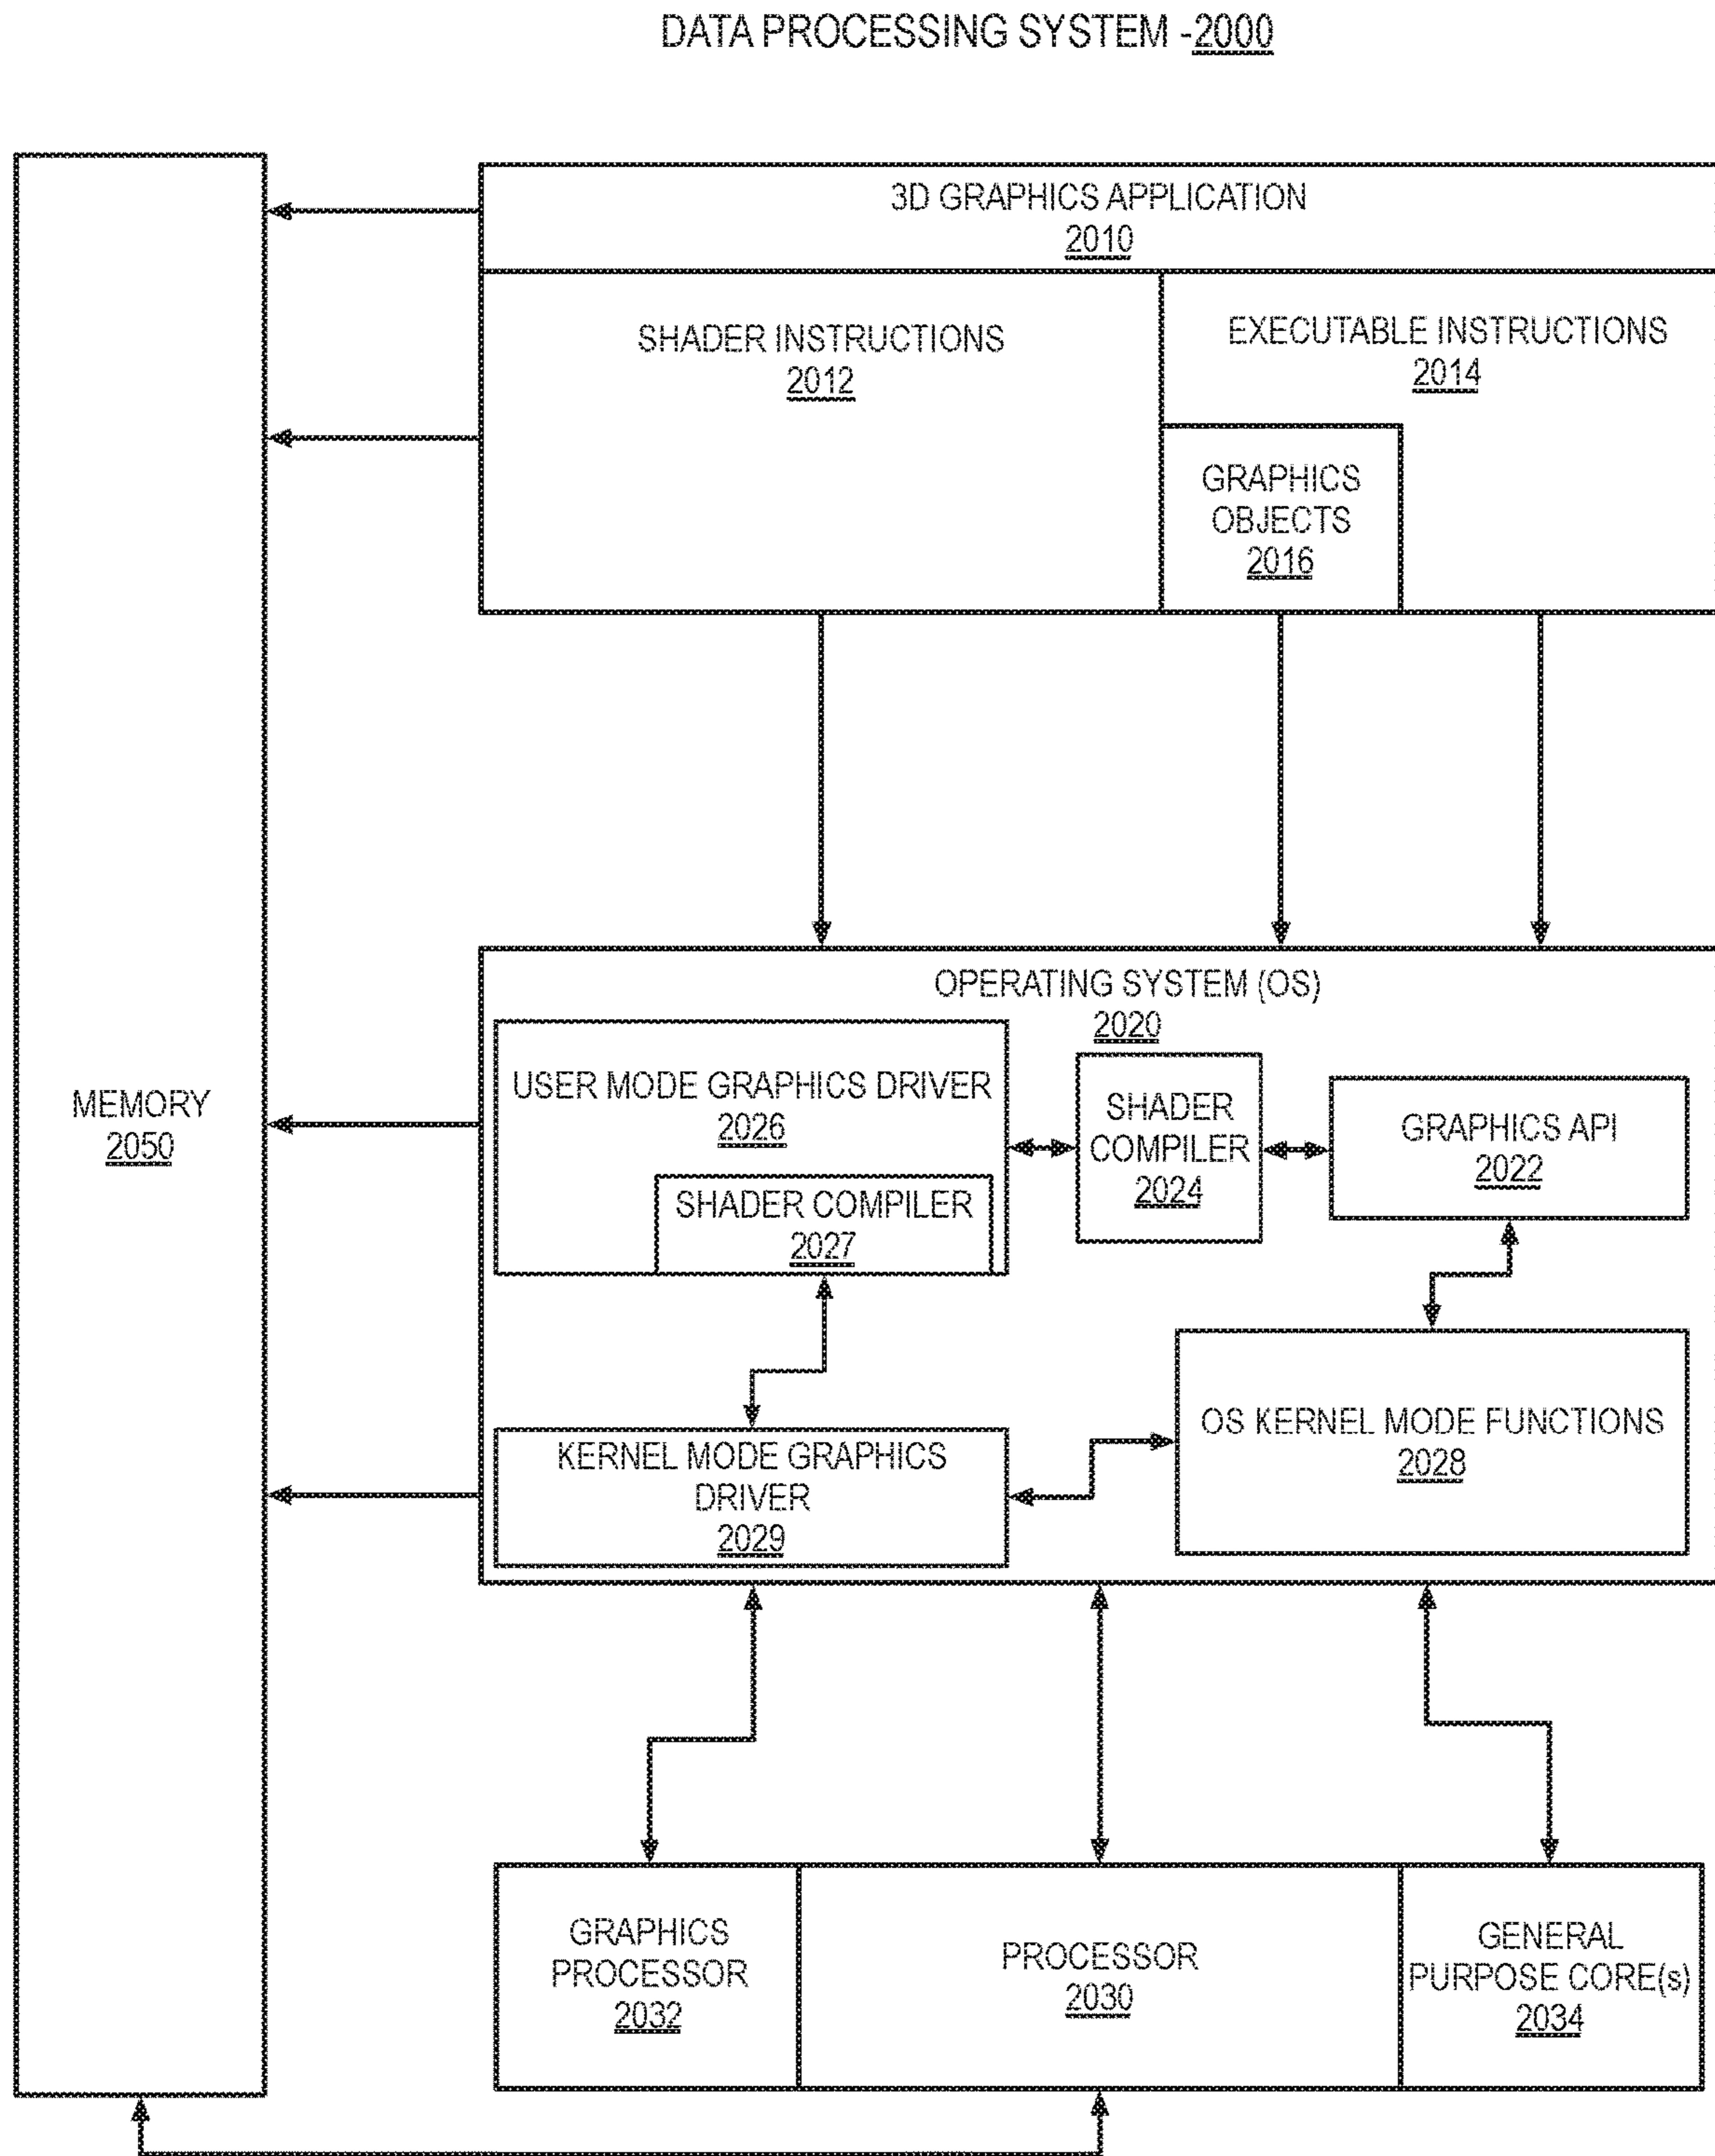 DATA PROCESSING SYSTEM -2000
3D GRAPHICS APPLICATION
2010
SHADER INSTRUCTIONS
2012
EXECUTABLE INSTRUCTIONS
2014
GRAPHICS
OBJECTS
2016
MEMORY
2050
OPERATING SYSTEM (OS)
2020
USER MODE GRAPHICS DRIVER
2026
SHADER COMPILER
2027
SHADER
COMPILER
2024
GRAPHICS API
2022
KERNEL MODE GRAPHICS
DRIVER
2029
OS KERNEL MODE FUNCTIONS
2028
GRAPHICS
PROCESSOR
2032
PROCESSOR
2030
GENERAL
PURPOSE CORE(s)
2034